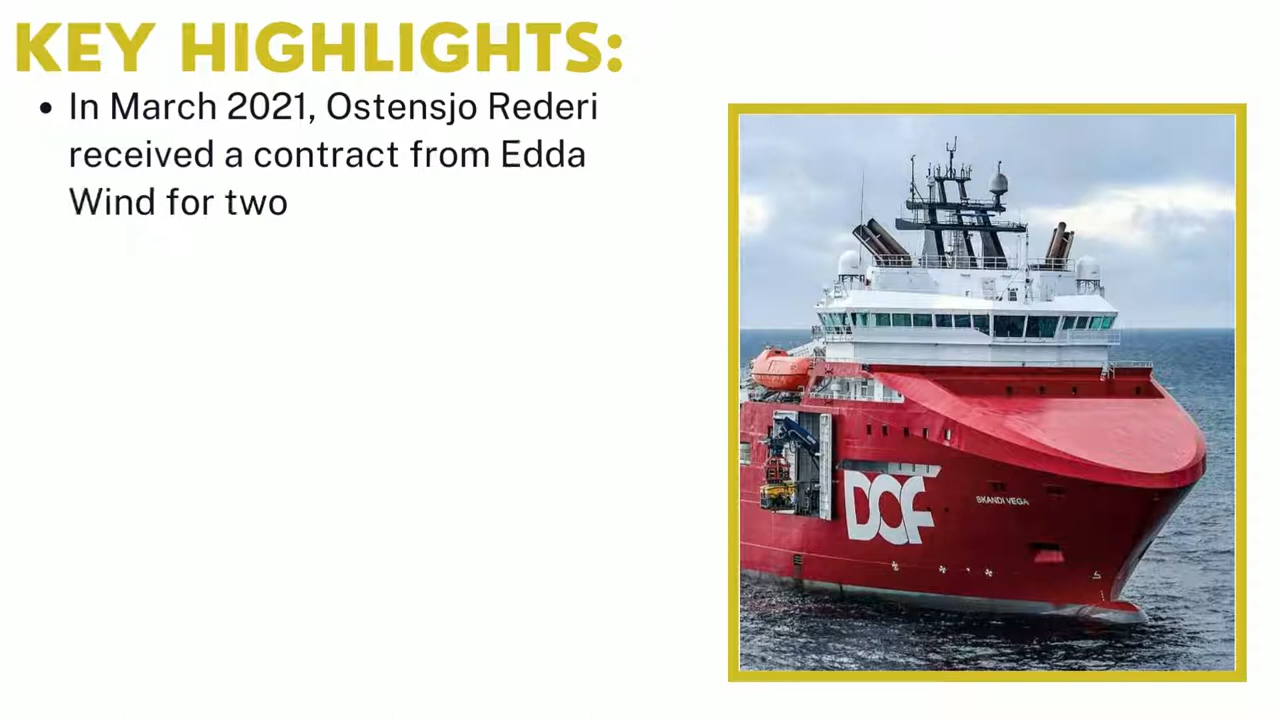 KEY HIGHLIGHTS:
• In March 2021, Ostensjo Rederi
received a contract from Edda
Wind for two
DOF
SKANDI VEGA